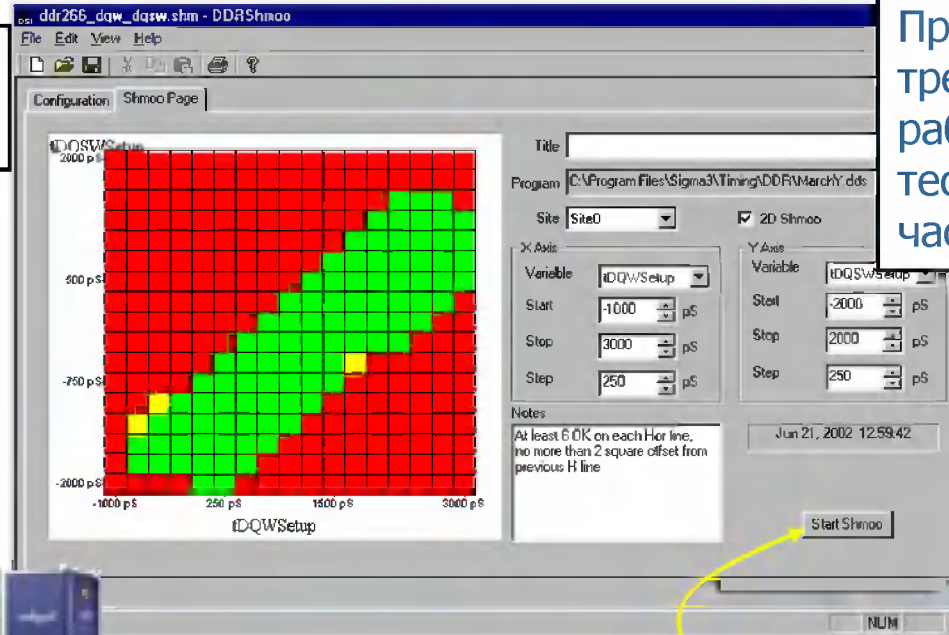 ddr266_dqw_dqsw.shm - DDRShmoo
File Edit View Help
Configuration Shmoo Page
tDQSWSetup
2000 pS
500 pS
-750 pS
-2000 pS
-1000 pS 250 pS 1500 pS 3000 pS
tDQWSetup
Title
Program C:\Program Files\Sigma3\Timing\DDR\MarchY.dds
Site Site0 2D Shmoo
X Axis
Variable tDQWSetup
Start -1000 pS
Stop 3000 pS
Step 250 pS
Y Axis
Variable tDQSWSetup
Start -2000 pS
Stop 2000 pS
Step 250 pS
Notes
At least 6 OK on each Hor line,
no more than 2 square offset from
previous H line
Jun 21, 2002 12:59:42
Start Shmoo
NUM
Пр
тре
раб
тес
час